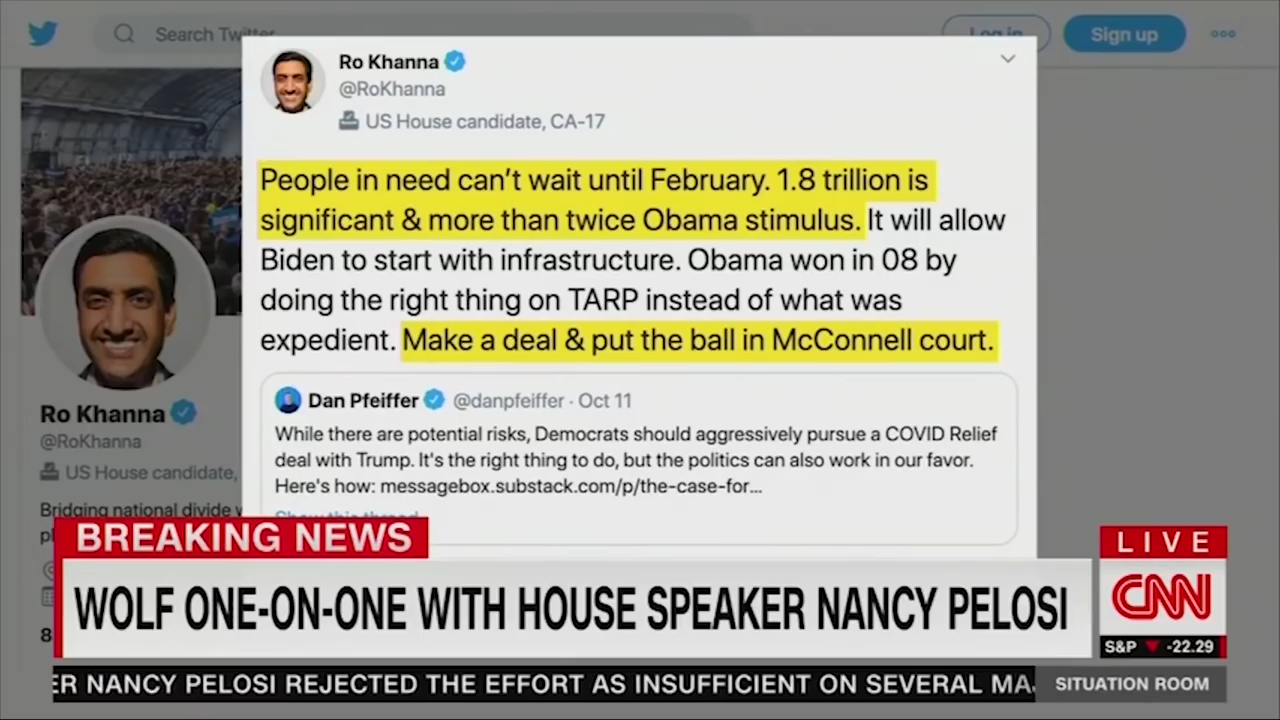 Search Twitter
Log in
Sign up
Ro Khanna
@RoKhanna
US House candidate, CA-17
People in need can't wait until February. 1.8 trillion is
significant & more than twice Obama stimulus. It will allow
Biden to start with infrastructure. Obama won in 08 by
doing the right thing on TARP instead of what was
expedient. Make a deal & put the ball in McConnell court.
Dan Pfeiffer @danpfeiffer · Oct 11
While there are potential risks, Democrats should aggressively pursue a COVID Relief
deal with Trump. It's the right thing to do, but the politics can also work in our favor.
Here's how: messagebox.substack.com/p/the-case-for...
Show this thread
Ro Khanna
@RoKhanna
US House candidate,
Bridging national divide
8
BREAKING NEWS
WOLF ONE-ON-ONE WITH HOUSE SPEAKER NANCY PELOSI
LIVE
CNN
S&P -22.29
ER NANCY PELOSI REJECTED THE EFFORT AS INSUFFICIENT ON SEVERAL MA
SITUATION ROOM